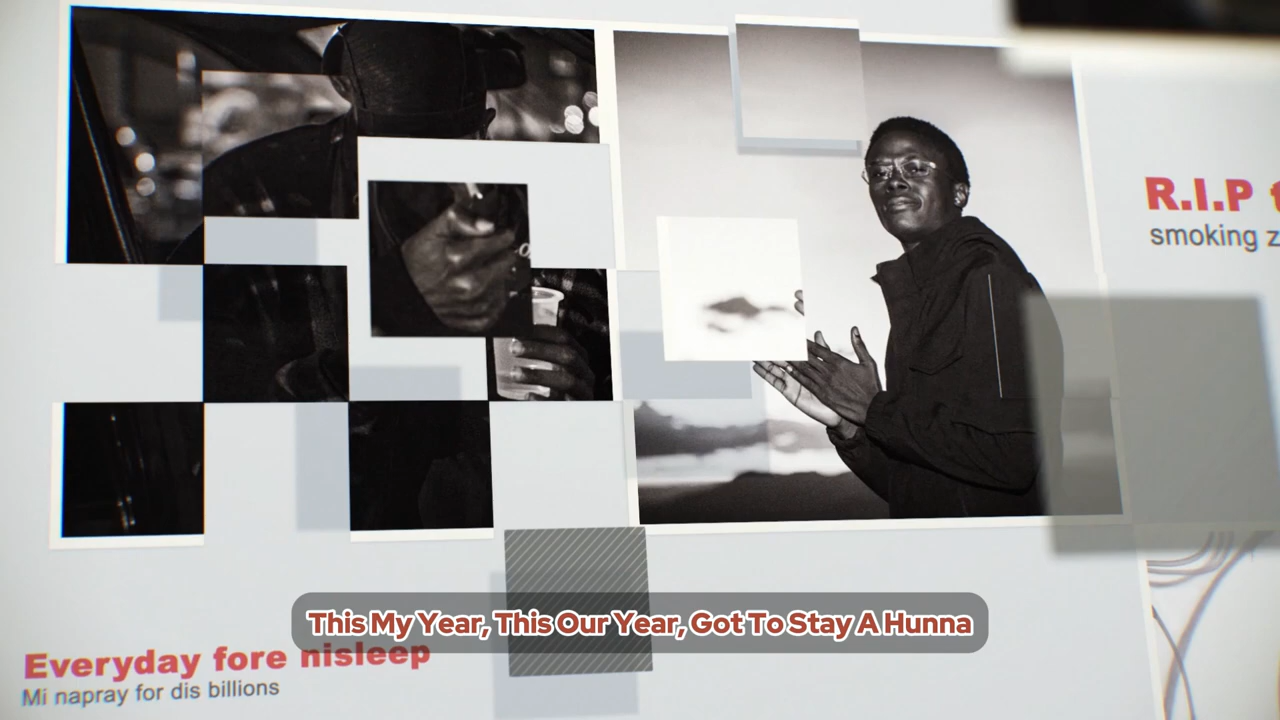 R.I.P
smoking
This My Year, This Our Year, Got To Stay A Hunna
Everyday fore nisleep
Mi napray for dis billions